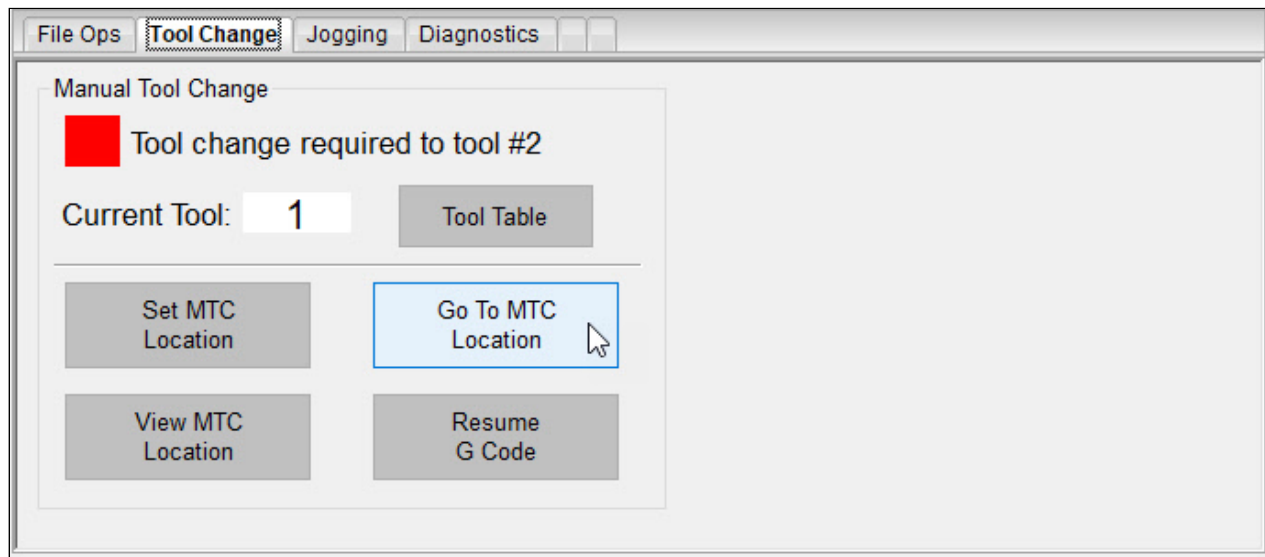 File Ops Tool Change Jogging Diagnostics
Manual Tool Change
Tool change required to tool #2
Current Tool: 1 Tool Table
Set MTC
Location
Go To MTC
Location
View MTC
Location
Resume
G Code